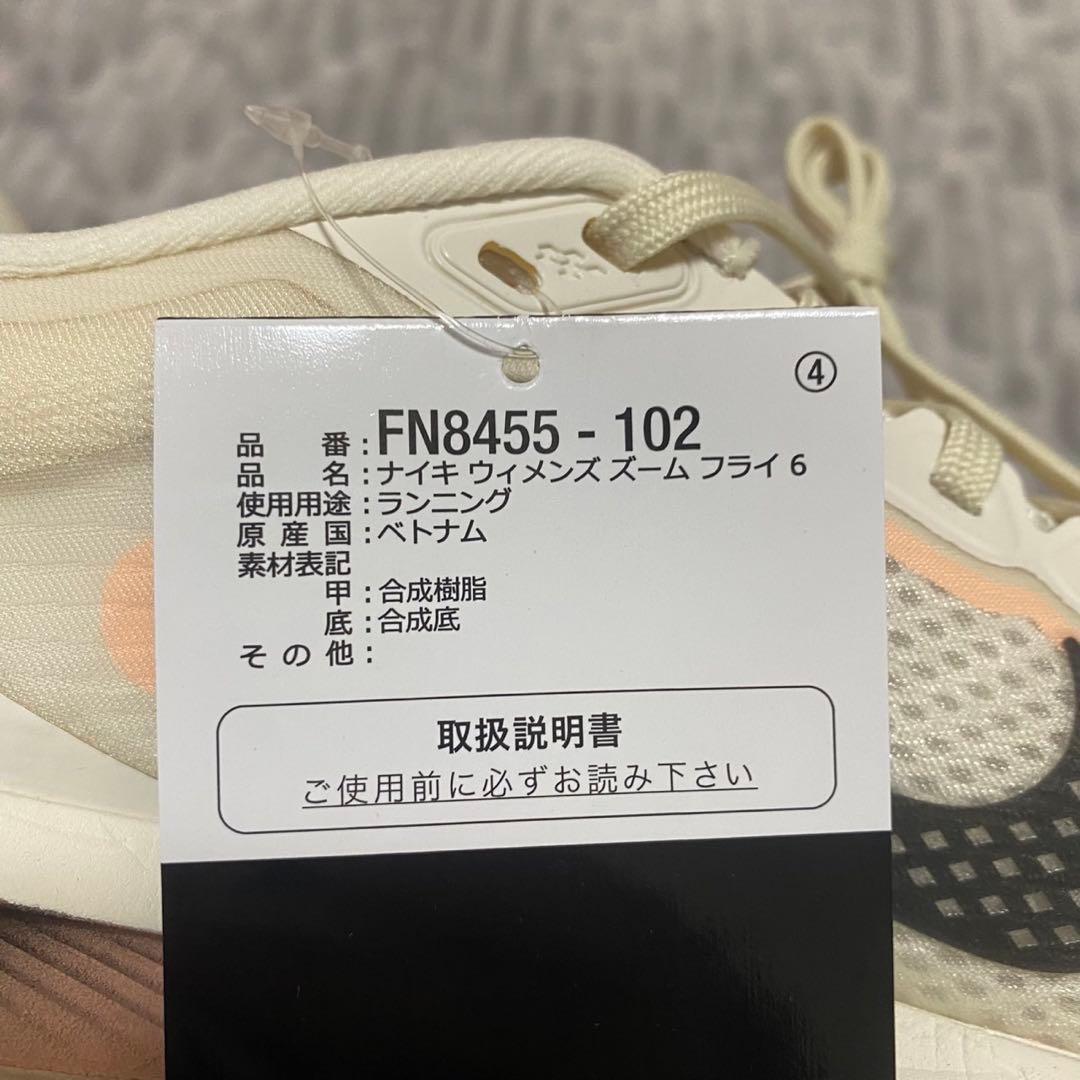 ④
品番:FN8455 - 102
品名:ナイキ ウィメンズ ズーム フライ 6
使用用途:ランニング
原産国:ベトナム
素材表記
甲:合成樹脂
底:合成底
その他:
取扱説明書
ご使用前に必ずお読み下さい